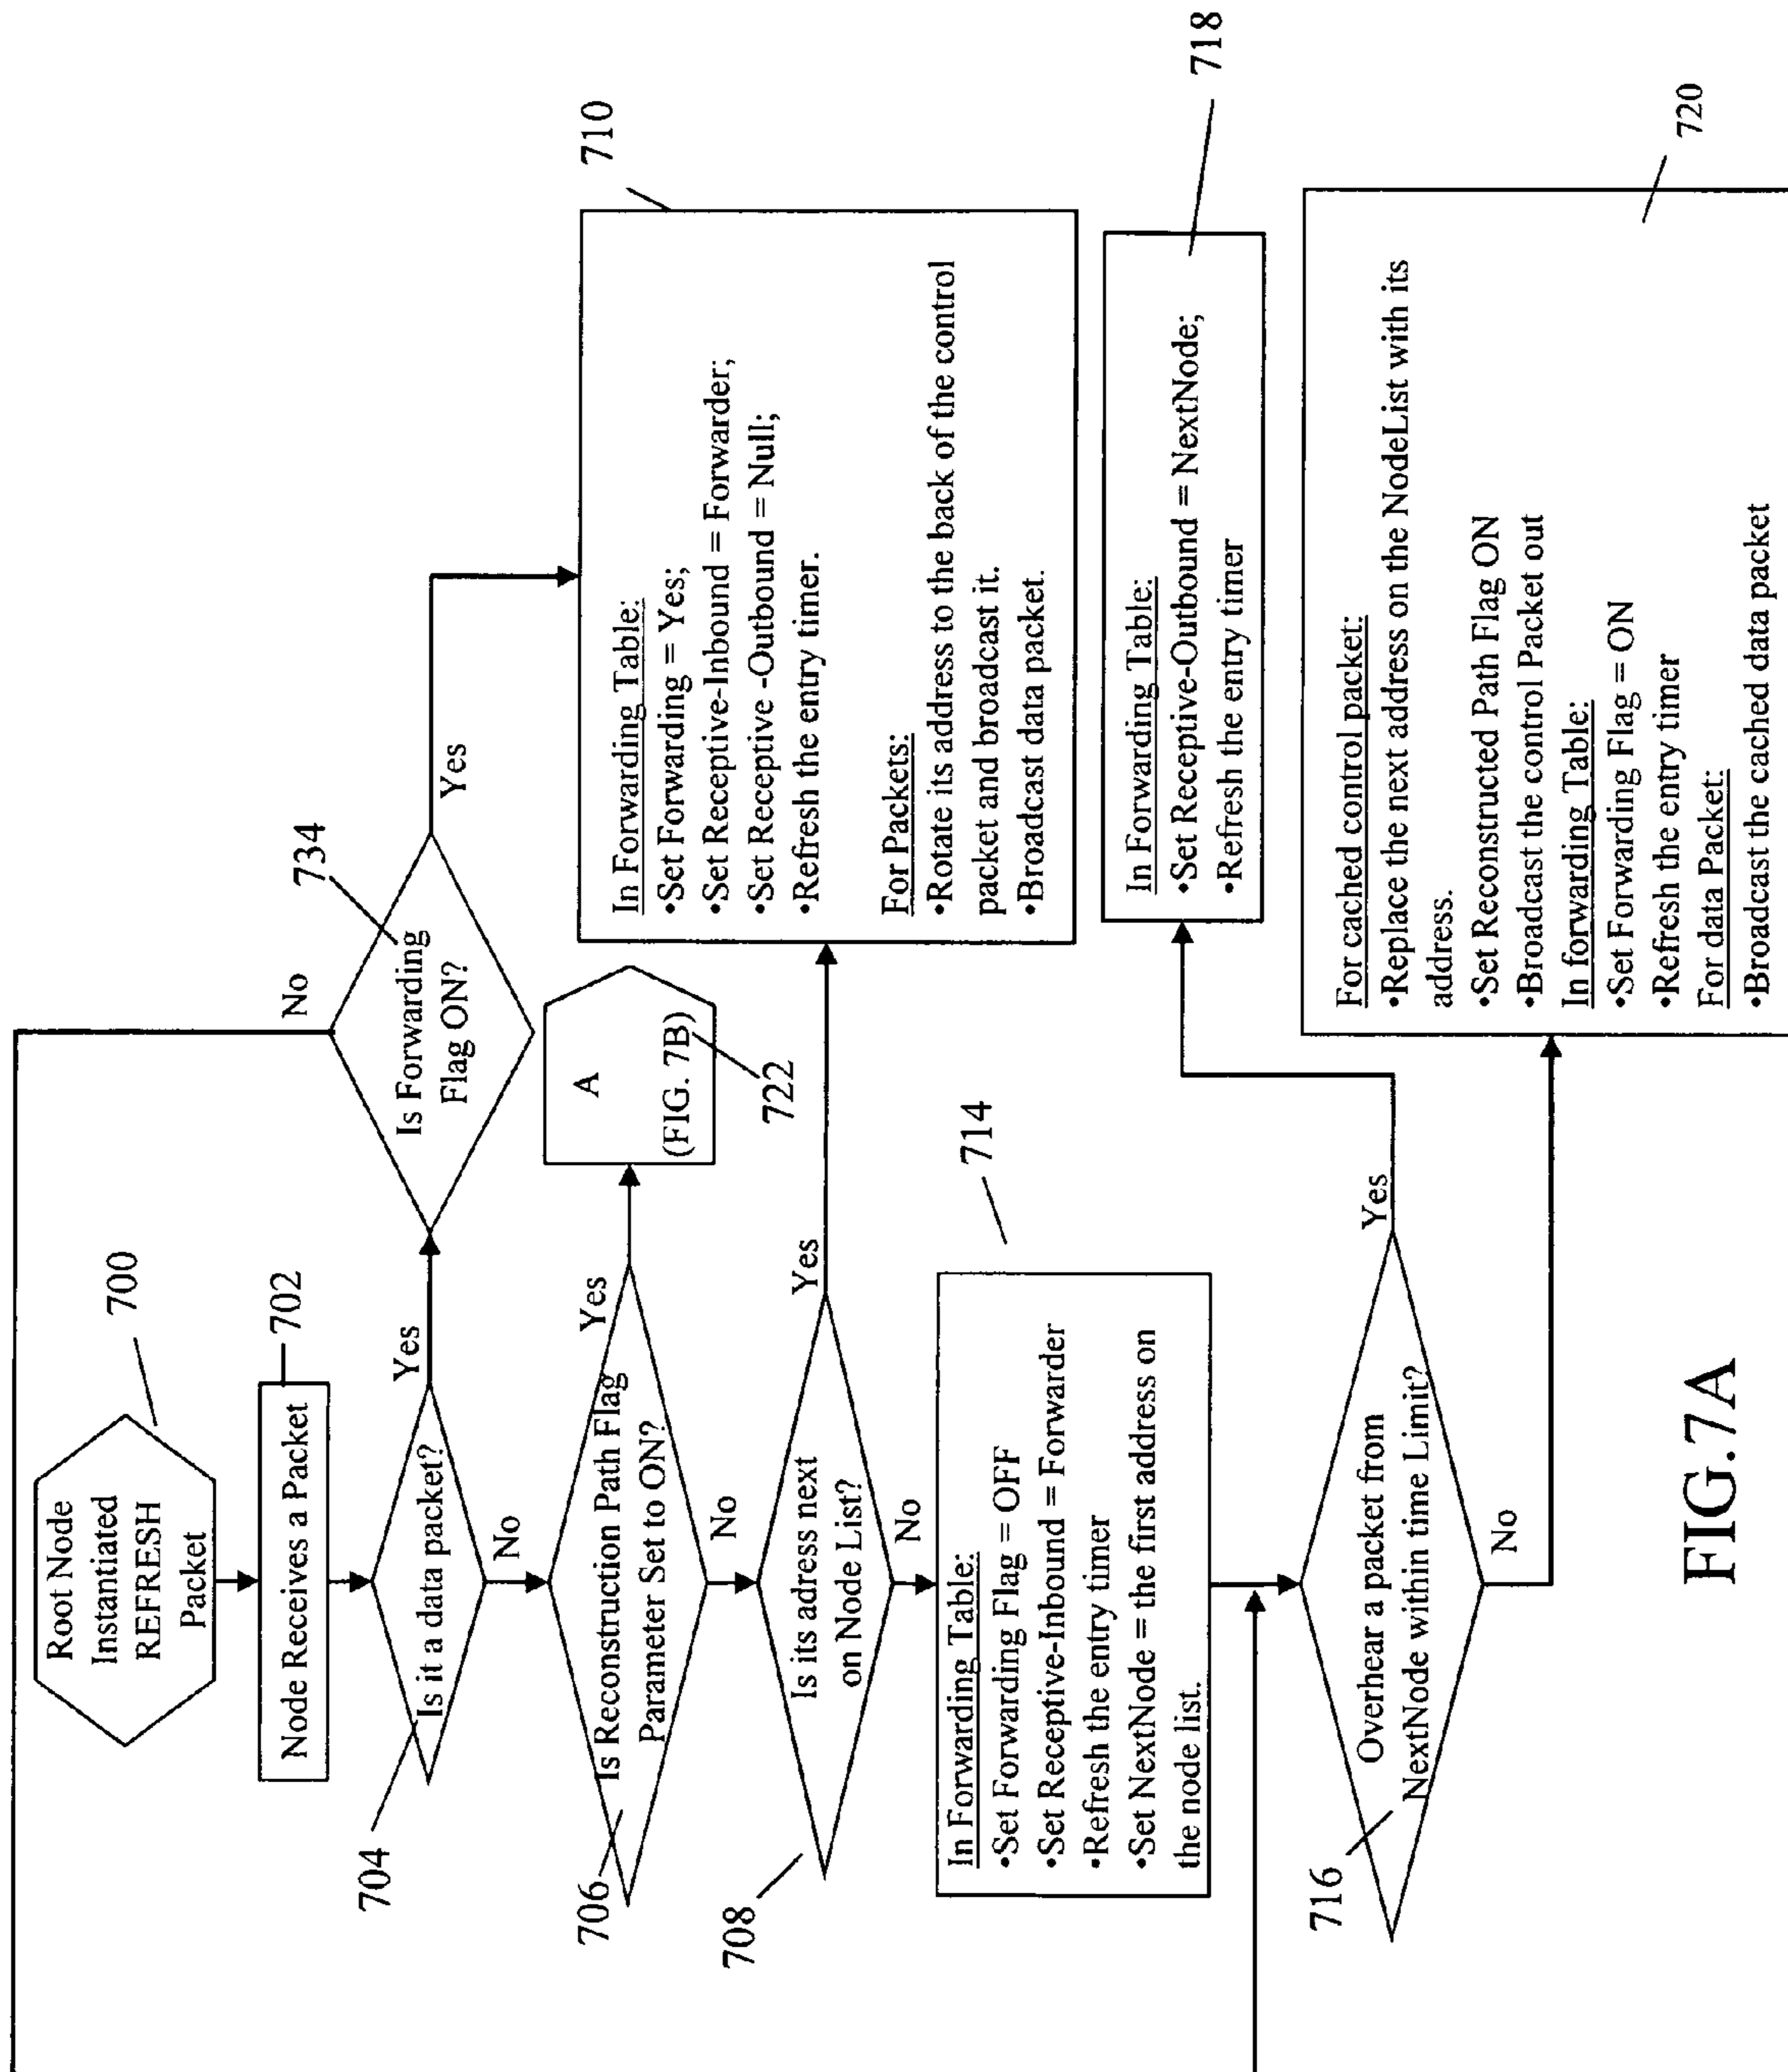 Root Node
Instantiated
REFRESH
Packet
700
Node Receives a Packet
702
Is it a data packet?
704
Yes
No
Is Forwarding
Flag ON?
734
No
Yes
Is Reconstruction Path Flag
Parameter Set to ON?
706
Yes
No
A
(FIG. 7B)
722
Is its adress next
on Node List?
708
Yes
No
710
In Forwarding Table:
•Set Forwarding = Yes;
•Set Receptive-Inbound = Forwarder;
•Set Receptive -Outbound = Null;
•Refresh the entry timer.
For Packets:
•Rotate its address to the back of the control
packet and broadcast it.
•Broadcast data packet.
714
In Forwarding Table:
•Set Forwarding Flag = OFF
•Set Receptive-Inbound = Forwarder
•Refresh the entry timer
•Set NextNode = the first address on
the node list.
Overhear a packet from
NextNode within time Limit?
716
Yes
No
718
In Forwarding Table:
•Set Receptive-Outbound = NextNode;
•Refresh the entry timer
720
For cached control packet:
•Replace the next address on the NodeList with its
address.
•Set Reconstructed Path Flag ON
•Broadcast the control Packet out
In forwarding Table:
•Set Forwarding Flag = ON
•Refresh the entry timer
For data Packet:
•Broadcast the cached data packet
FIG.7A